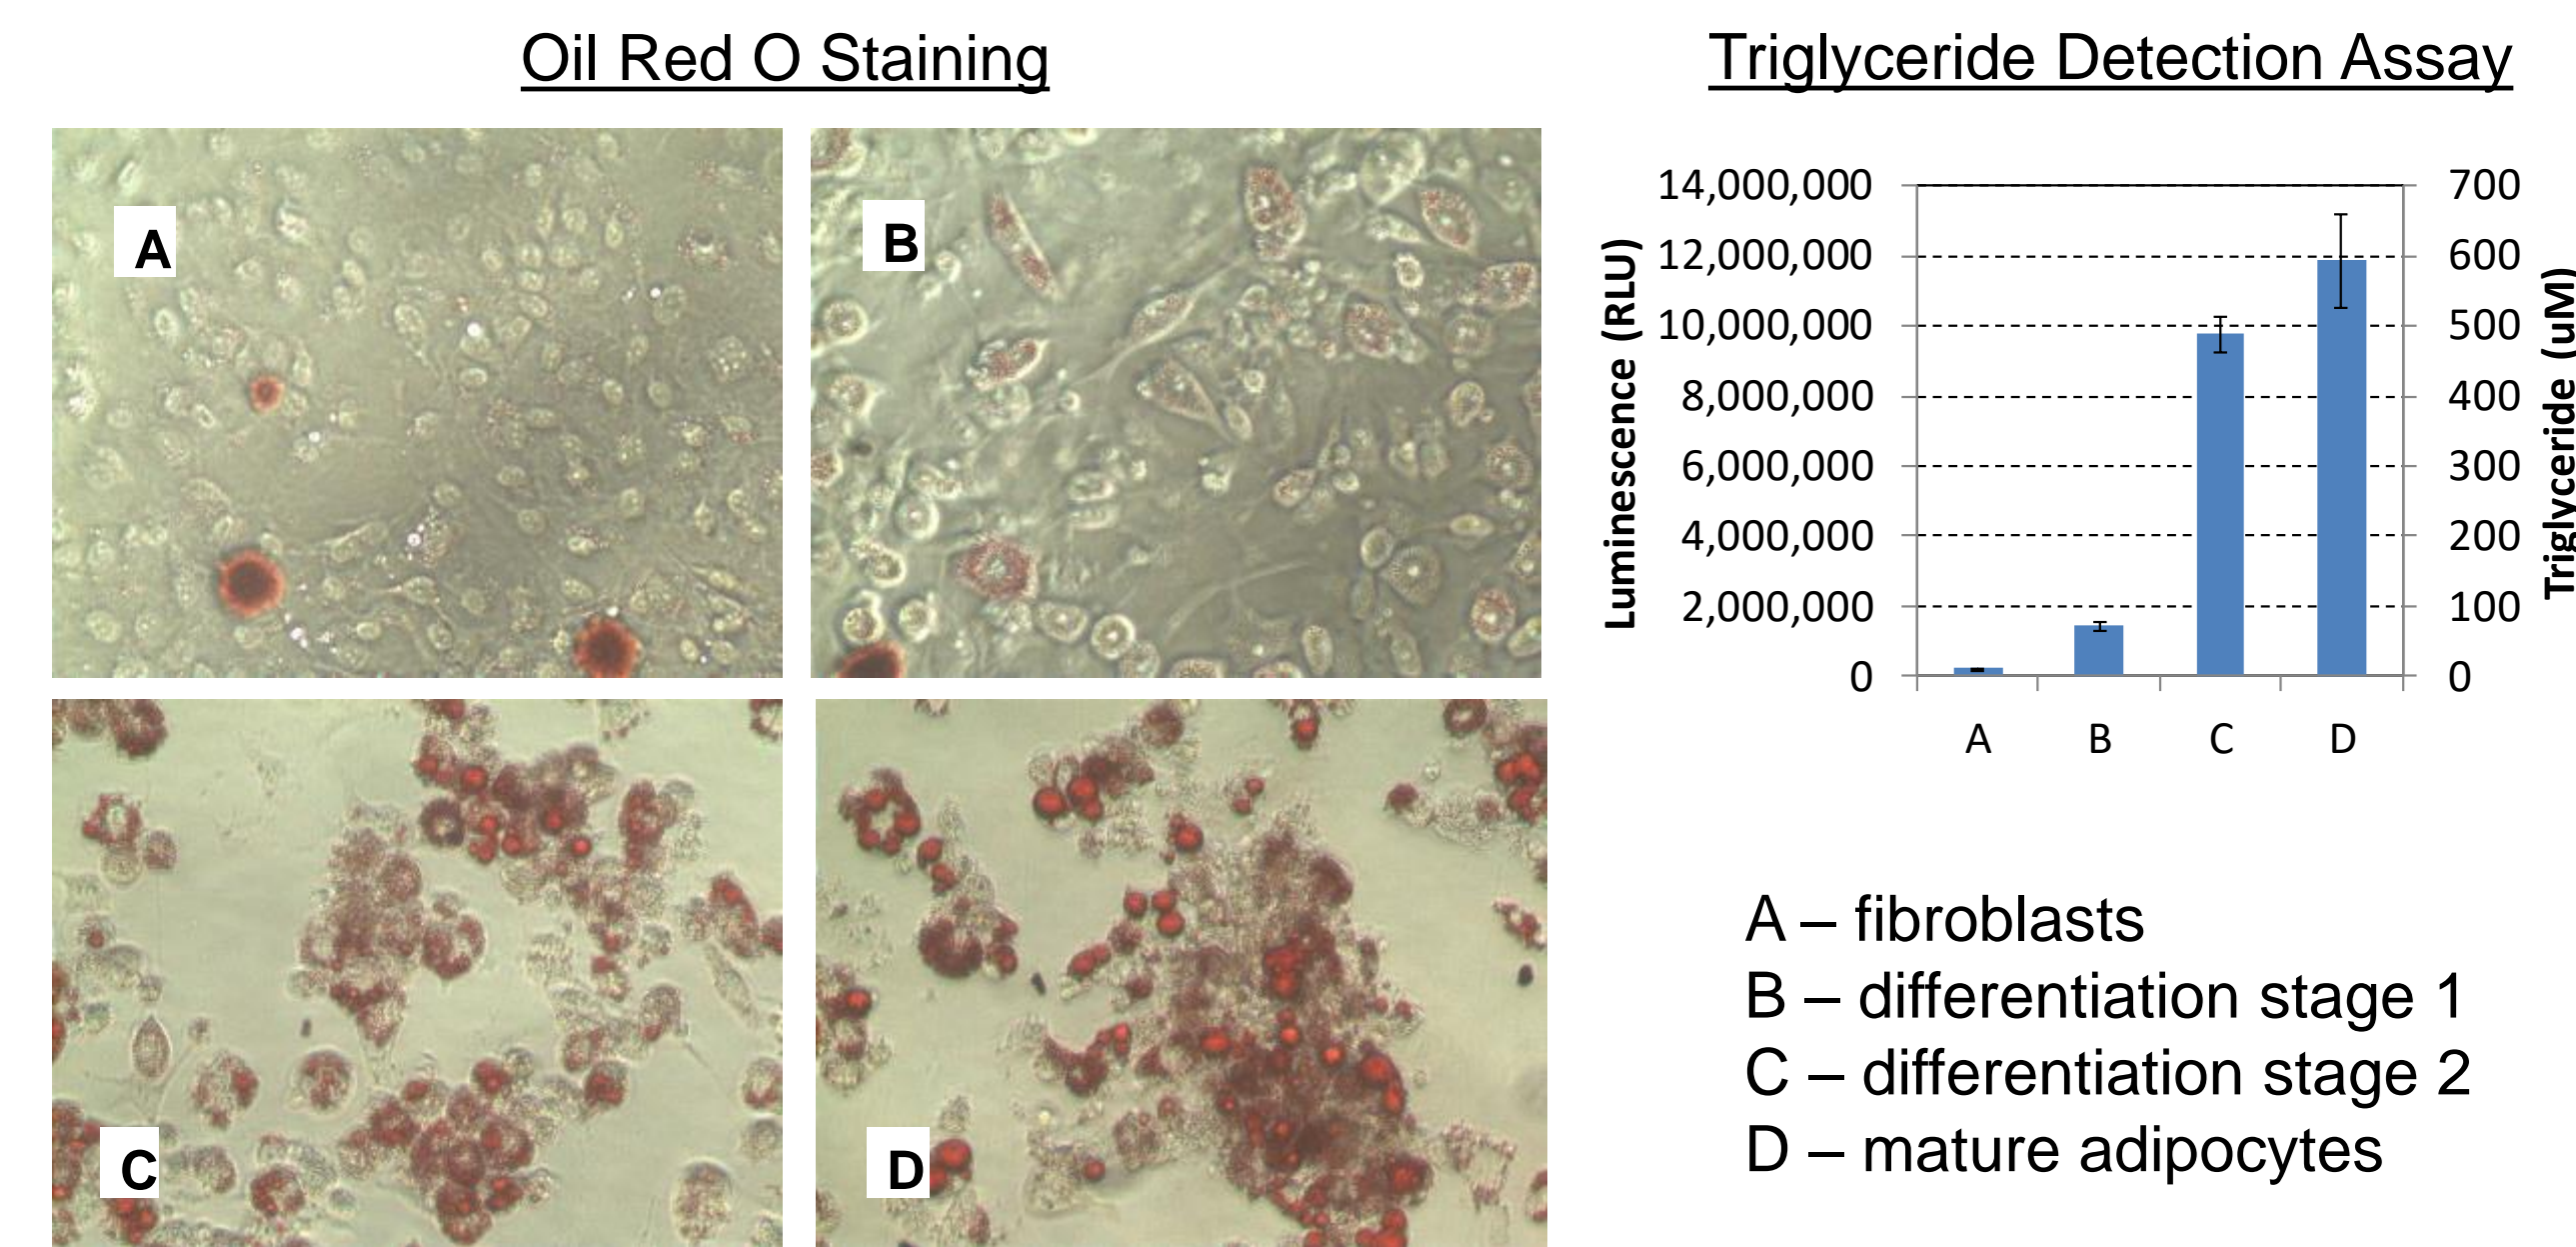 Oil Red O Staining
Triglyceride Detection Assay
A
B
C
D
Luminescence (RLU)
14,000,000
12,000,000
10,000,000
8,000,000
6,000,000
4,000,000
2,000,000
0
700
600
500
400
300
200
100
0
Triglyceride (uM)
A B C D
A – fibroblasts
B – differentiation stage 1
C – differentiation stage 2
D – mature adipocytes